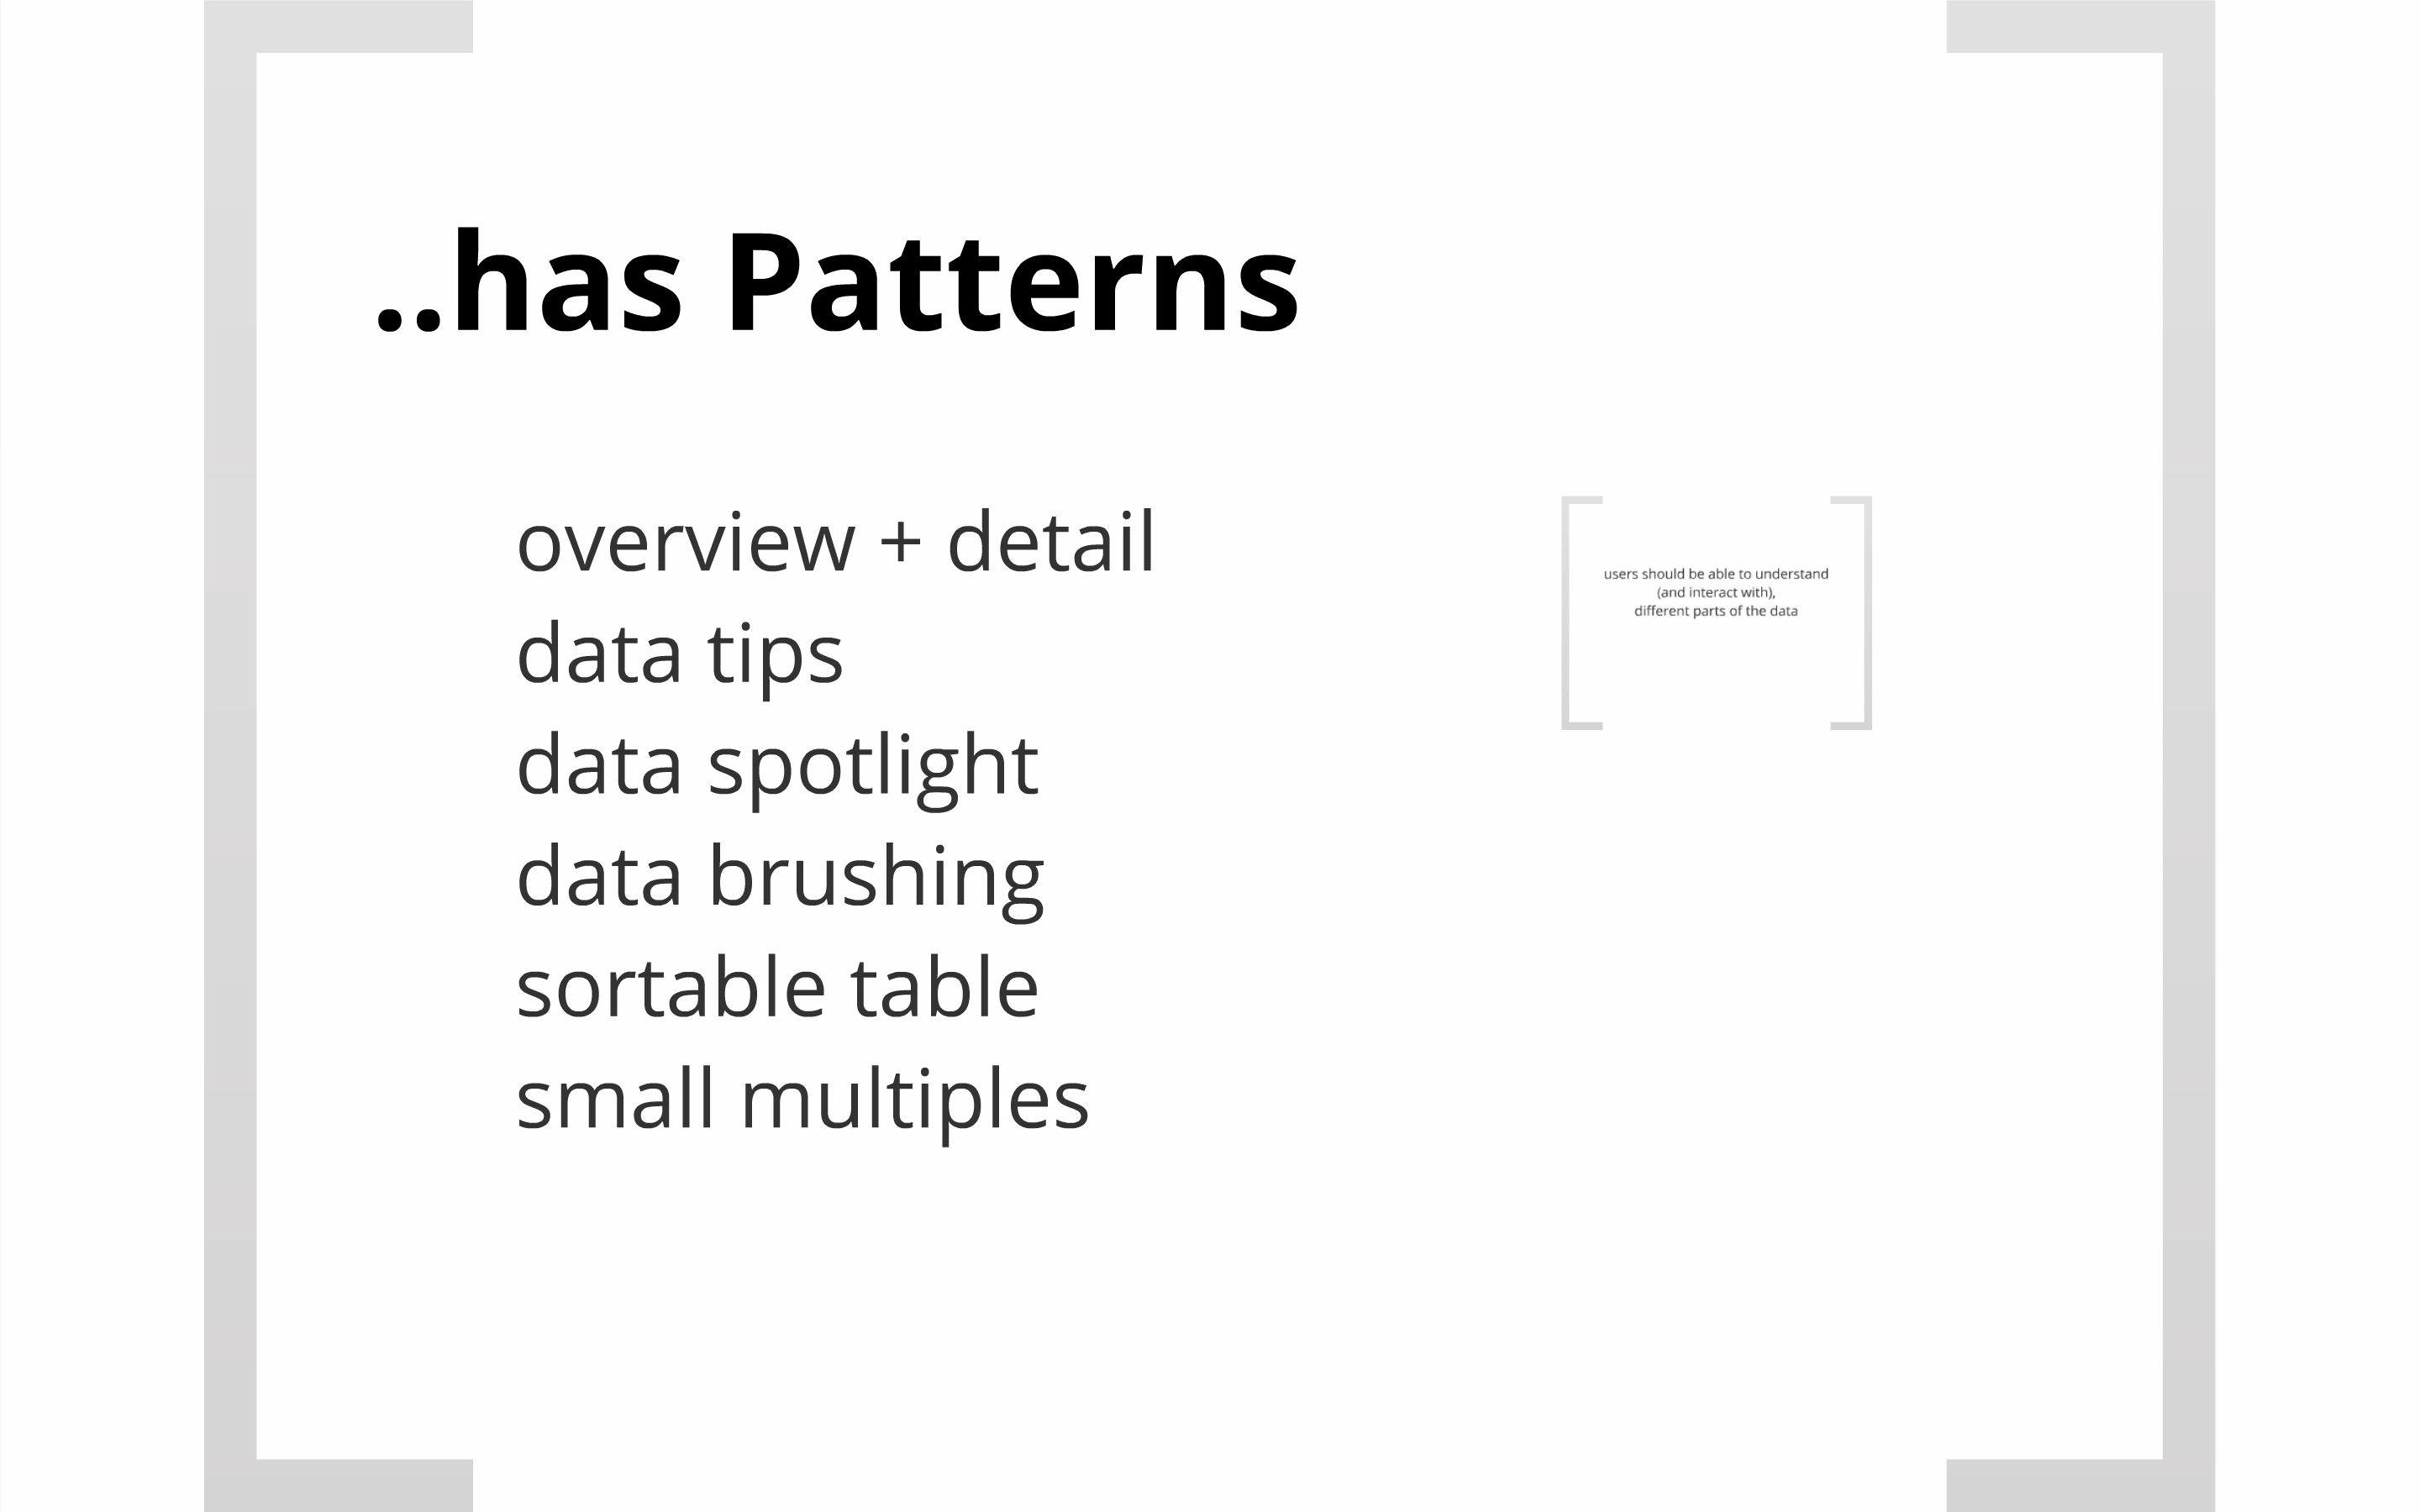 ..has Patterns
overview + detail
data tips
data spotlight
data brushing
sortable table
small multiples
users should be able to understand
(and interact with),
different parts of the data